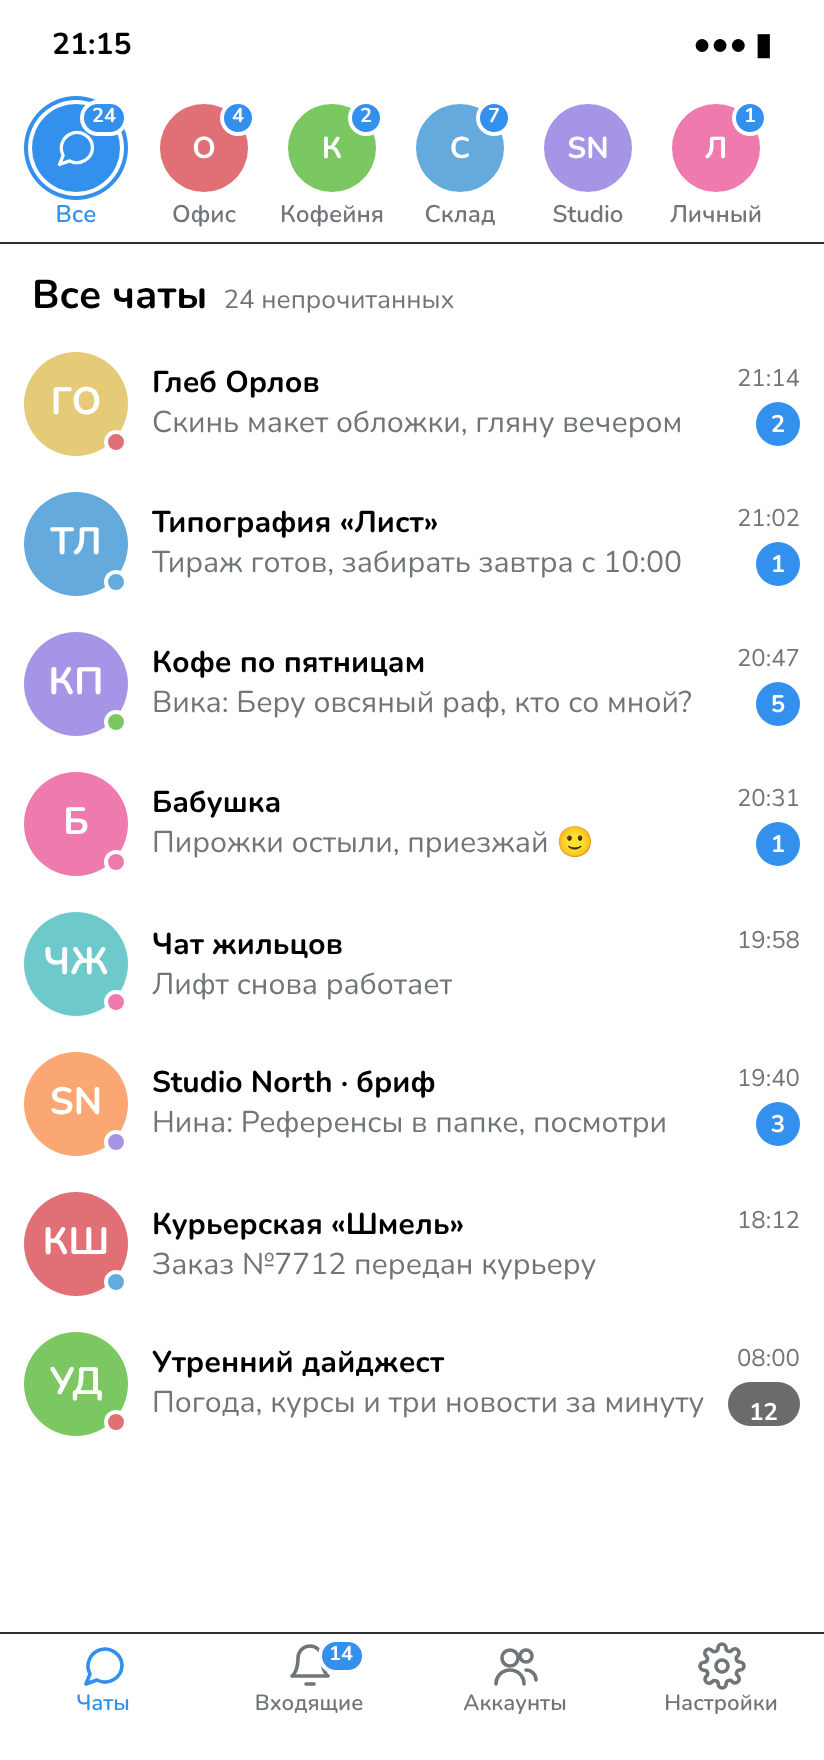 21:15
24 4 2 7 1
О К С SN Л
Все Офис Кофейня Склад Studio Личный
Все чаты 24 непрочитанных
ГО Глеб Орлов 21:14
Скинь макет обложки, гляну вечером 2
ТЛ Типография «Лист» 21:02
Тираж готов, забирать завтра с 10:00 1
КП Кофе по пятницам 20:47
Вика: Беру овсяный раф, кто со мной? 5
Б Бабушка 20:31
Пирожки остыли, приезжай 🙂 1
ЧЖ Чат жильцов 19:58
Лифт снова работает
SN Studio North · бриф 19:40
Нина: Референсы в папке, посмотри 3
КШ Курьерская «Шмель» 18:12
Заказ №7712 передан курьеру
УД Утренний дайджест 08:00
Погода, курсы и три новости за минуту 12
14
Чаты Входящие Аккаунты Настройки